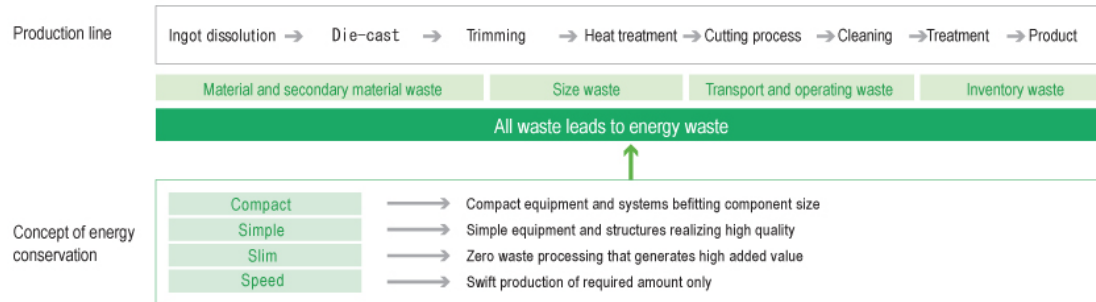 Production line
Ingot dissolution → Die-cast → Trimming → Heat treatment → Cutting process → Cleaning → Treatment → Product
Material and secondary material waste Size waste Transport and operating waste Inventory waste
All waste leads to energy waste
Concept of energy
conservation
Compact → Compact equipment and systems befitting component size
Simple → Simple equipment and structures realizing high quality
Slim → Zero waste processing that generates high added value
Speed → Swift production of required amount only